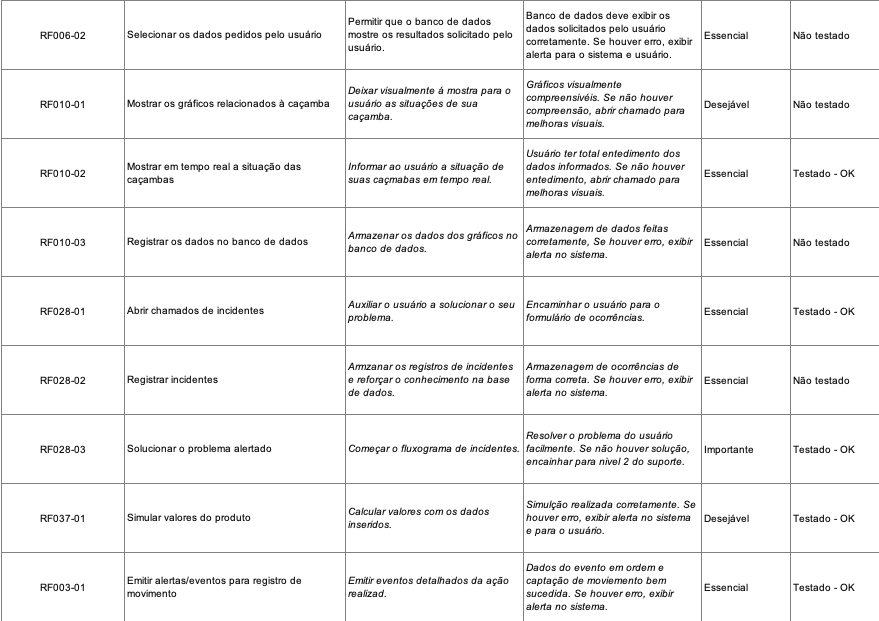 RF006-02
Selecionar os dados pedidos pelo usuário
Permitir que o banco de dados
mostre os resultados solicitado pelo
usuário.
Banco de dados deve exibir os
dados solicitados pelo usuário
corretamente. Se houver erro, exibir
alerta para o sistema e usuário.
Essencial
Não testado
RF010-01
Mostrar os gráficos relacionados à caçamba
Deixar visualmente á mostra para o
usuário as situações de sua
caçamba.
Gráficos visualmente
compreensivéis. Se não houver
compreensão, abrir chamado para
melhoras visuais.
Desejável
Não testado
RF010-02
Mostrar em tempo real a situação das
caçambas
Informar ao usuário a situação de
suas caçmabas em tempo real.
Usuário ter total entedimento dos
dados informados. Se não houver
entedimento, abrir chamado para
melhoras visuais.
Essencial
Testado - OK
RF010-03
Registrar os dados no banco de dados
Armazenar os dados dos gráficos no
banco de dados.
Armazenagem de dados feitas
corretamente, Se houver erro, exibir
alerta no sistema.
Essencial
Não testado
RF028-01
Abrir chamados de incidentes
Auxiliar o usuário a solucionar o seu
problema.
Encaminhar o usuário para o
formulário de ocorrências.
Essencial
Testado - OK
RF028-02
Registrar incidentes
Armzanar os registros de incidentes
e reforçar o conhecimento na base
de dados.
Armazenagem de ocorrências de
forma correta. Se houver erro, exibir
alerta no sistema.
Essencial
Não testado
RF028-03
Solucionar o problema alertado
Começar o fluxograma de incidentes.
Resolver o problema do usuário
facilmente. Se não houver solução,
encainhar para nivel 2 do suporte.
Importante
Testado - OK
RF037-01
Simular valores do produto
Calcular valores com os dados
inseridos.
Simulção realizada corretamente. Se
houver erro, exibir alerta no sistema
e para o usuário.
Desejável
Testado - OK
RF003-01
Emitir alertas/eventos para registro de
movimento
Emitir eventos detalhados da ação
realizad.
Dados do evento em ordem e
captação de moviemento bem
sucedida. Se houver erro, exibir
alerta no sistema.
Essencial
Testado - OK